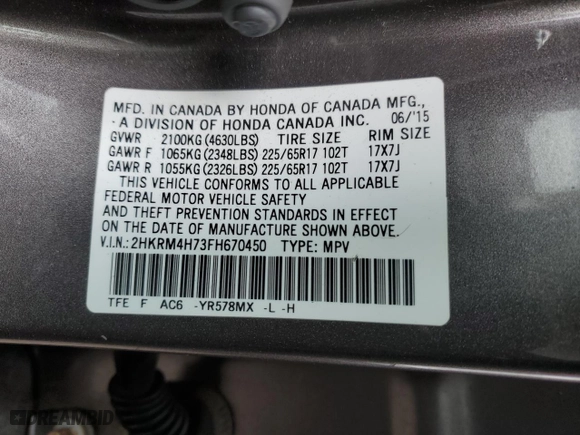 MFD. IN CANADA BY HONDA OF CANADA MFG.,
- A DIVISION OF HONDA CANADA INC. 06/'15
GVWR 2100KG (4630LBS) TIRE SIZE RIM SIZE
GAWR F 1065KG (2348LBS) 225/65R17 102T 17X7J
GAWR R 1055KG (2326LBS) 225/65R17 102T 17X7J
THIS VEHICLE CONFORMS TO ALL APPLICABLE
FEDERAL MOTOR VEHICLE SAFETY
AND THEFT PREVENTION STANDARDS IN EFFECT
ON THE DATE OF MANUFACTURE SHOWN ABOVE.
V.I.N.: 2HKRM4H73FH670450 TYPE: MPV
TFE F AC6 -YR578MX -L -H
CREAMBID